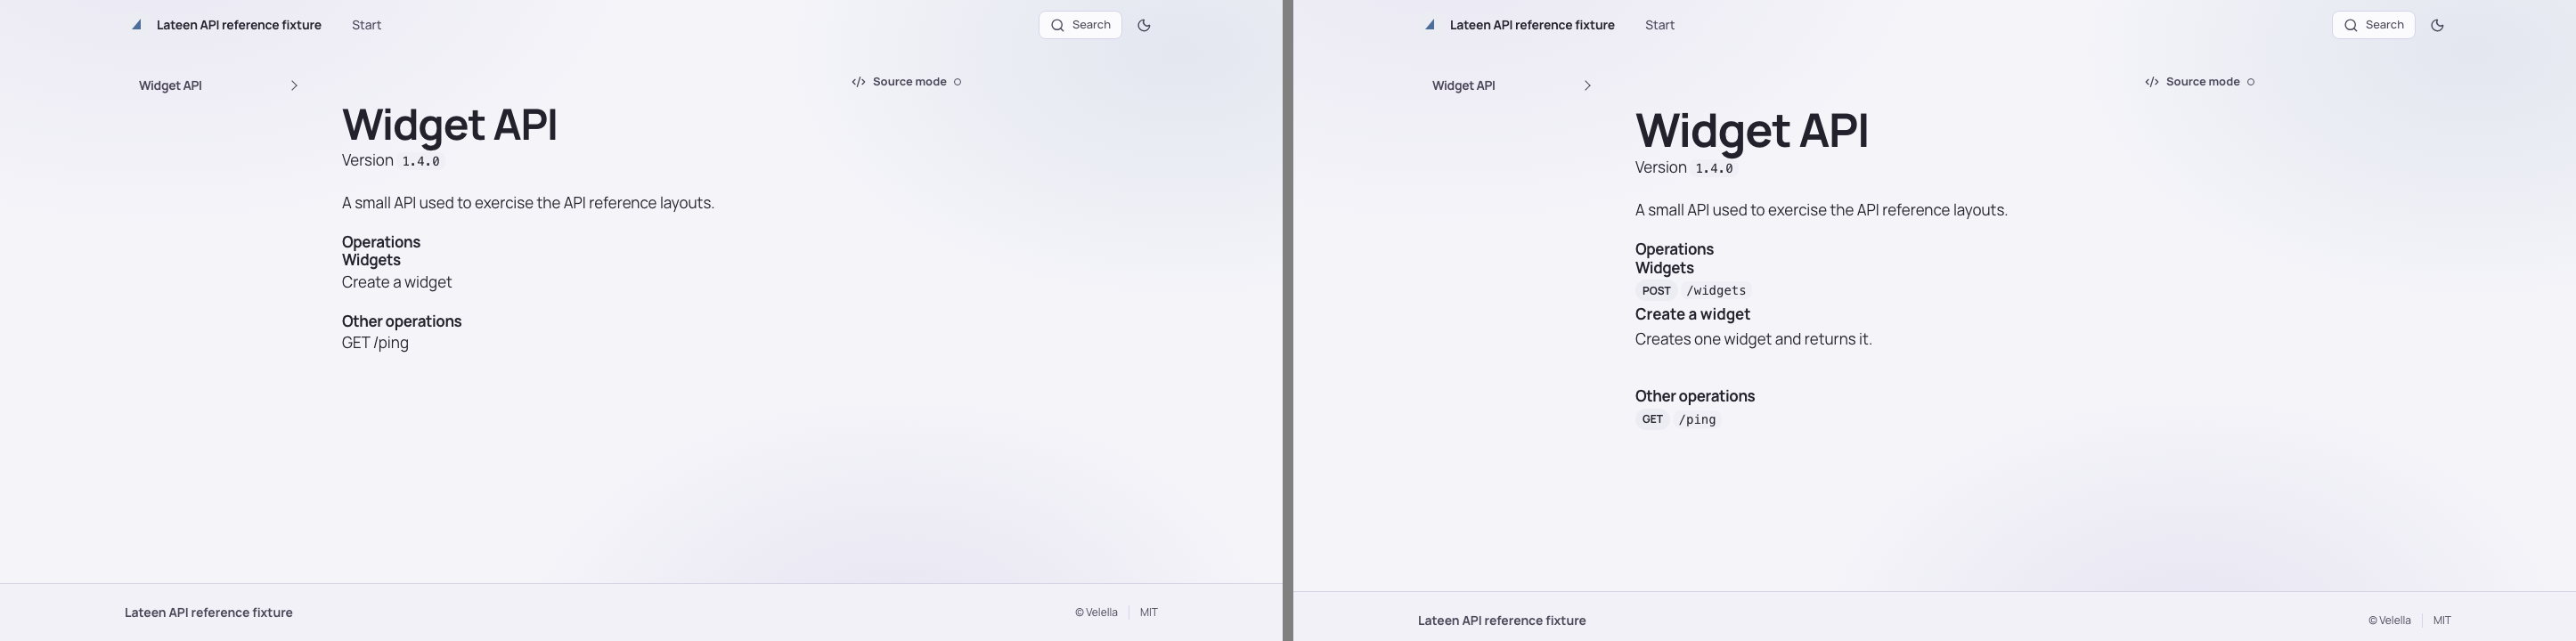 Lateen API reference fixture Start Search
Widget API
Source mode
Widget API
Version 1.4.0
A small API used to exercise the API reference layouts.
Operations
Widgets
Create a widget
Other operations
GET /ping
Lateen API reference fixture
© Velella MIT
Lateen API reference fixture Start Search
Widget API
Source mode
Widget API
Version 1.4.0
A small API used to exercise the API reference layouts.
Operations
Widgets
POST /widgets
Create a widget
Creates one widget and returns it.
Other operations
GET /ping
Lateen API reference fixture
© Velella MIT